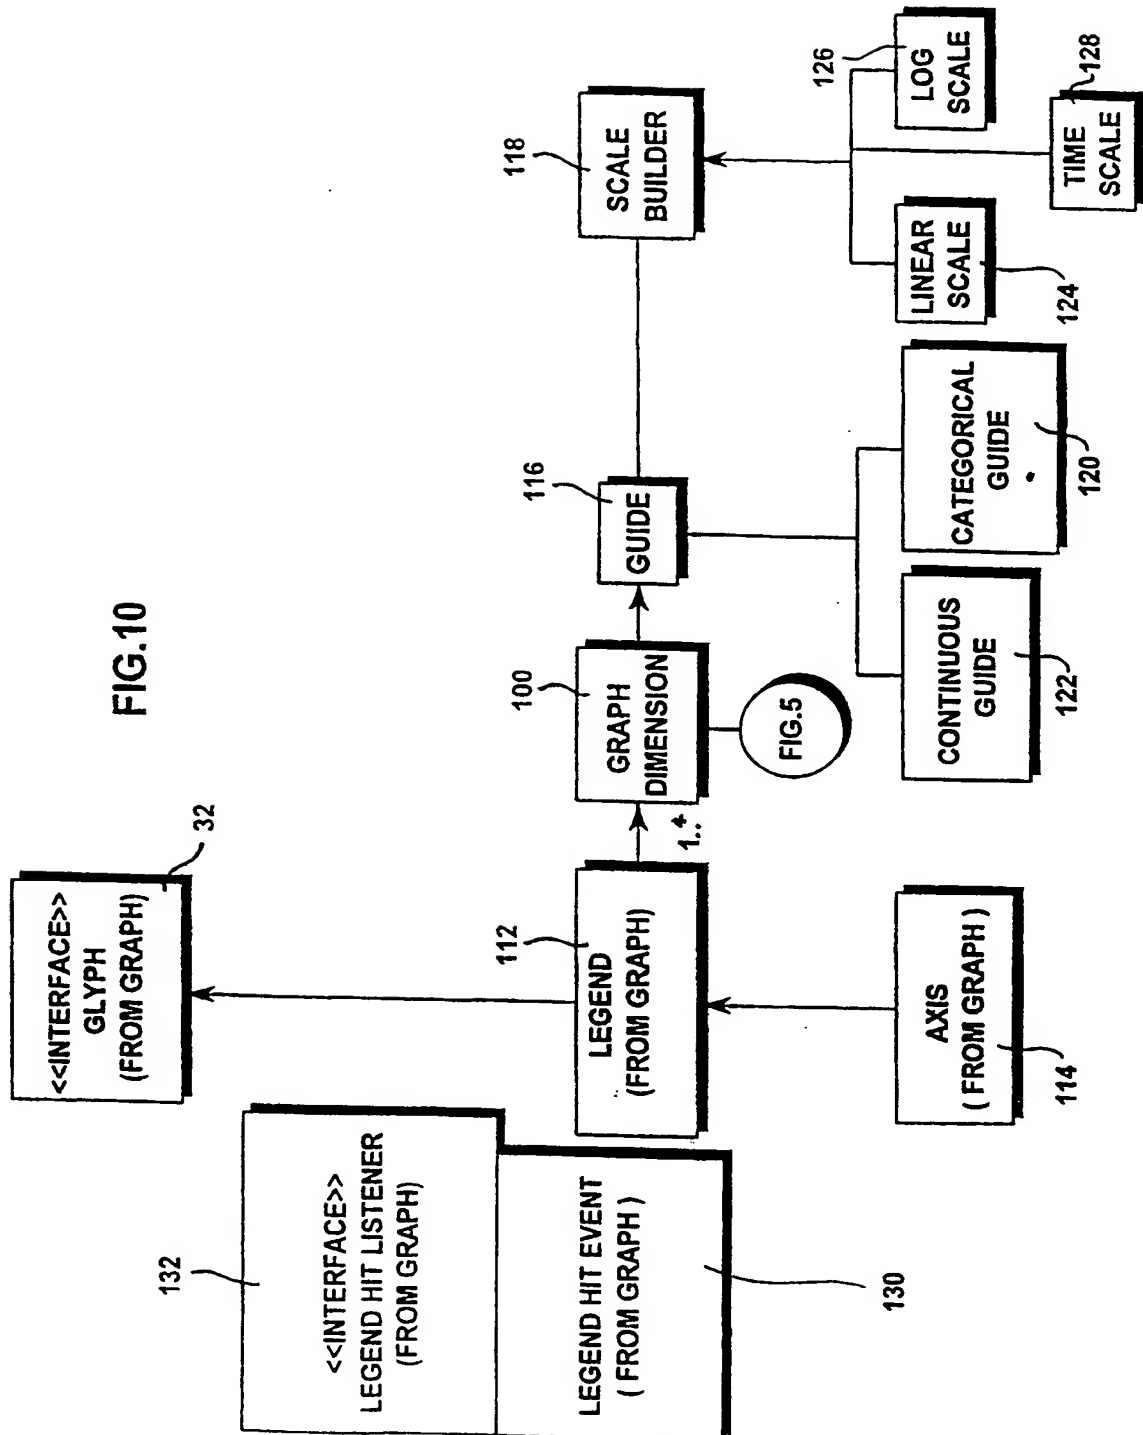 FIG.10
132
<<INTERFACE>>
LEGEND HIT LISTENER
(FROM GRAPH)
LEGEND HIT EVENT
( FROM GRAPH )
130
<<INTERFACE>>
GLYPH
(FROM GRAPH)
32
112
LEGEND
(FROM GRAPH)
1..*
AXIS
( FROM GRAPH )
114
100
GRAPH
DIMENSION
FIG.5
116
GUIDE
CONTINUOUS
GUIDE
122
CATEGORICAL
GUIDE
120
118
SCALE
BUILDER
LINEAR
SCALE
124
126
LOG
SCALE
TIME
SCALE
128